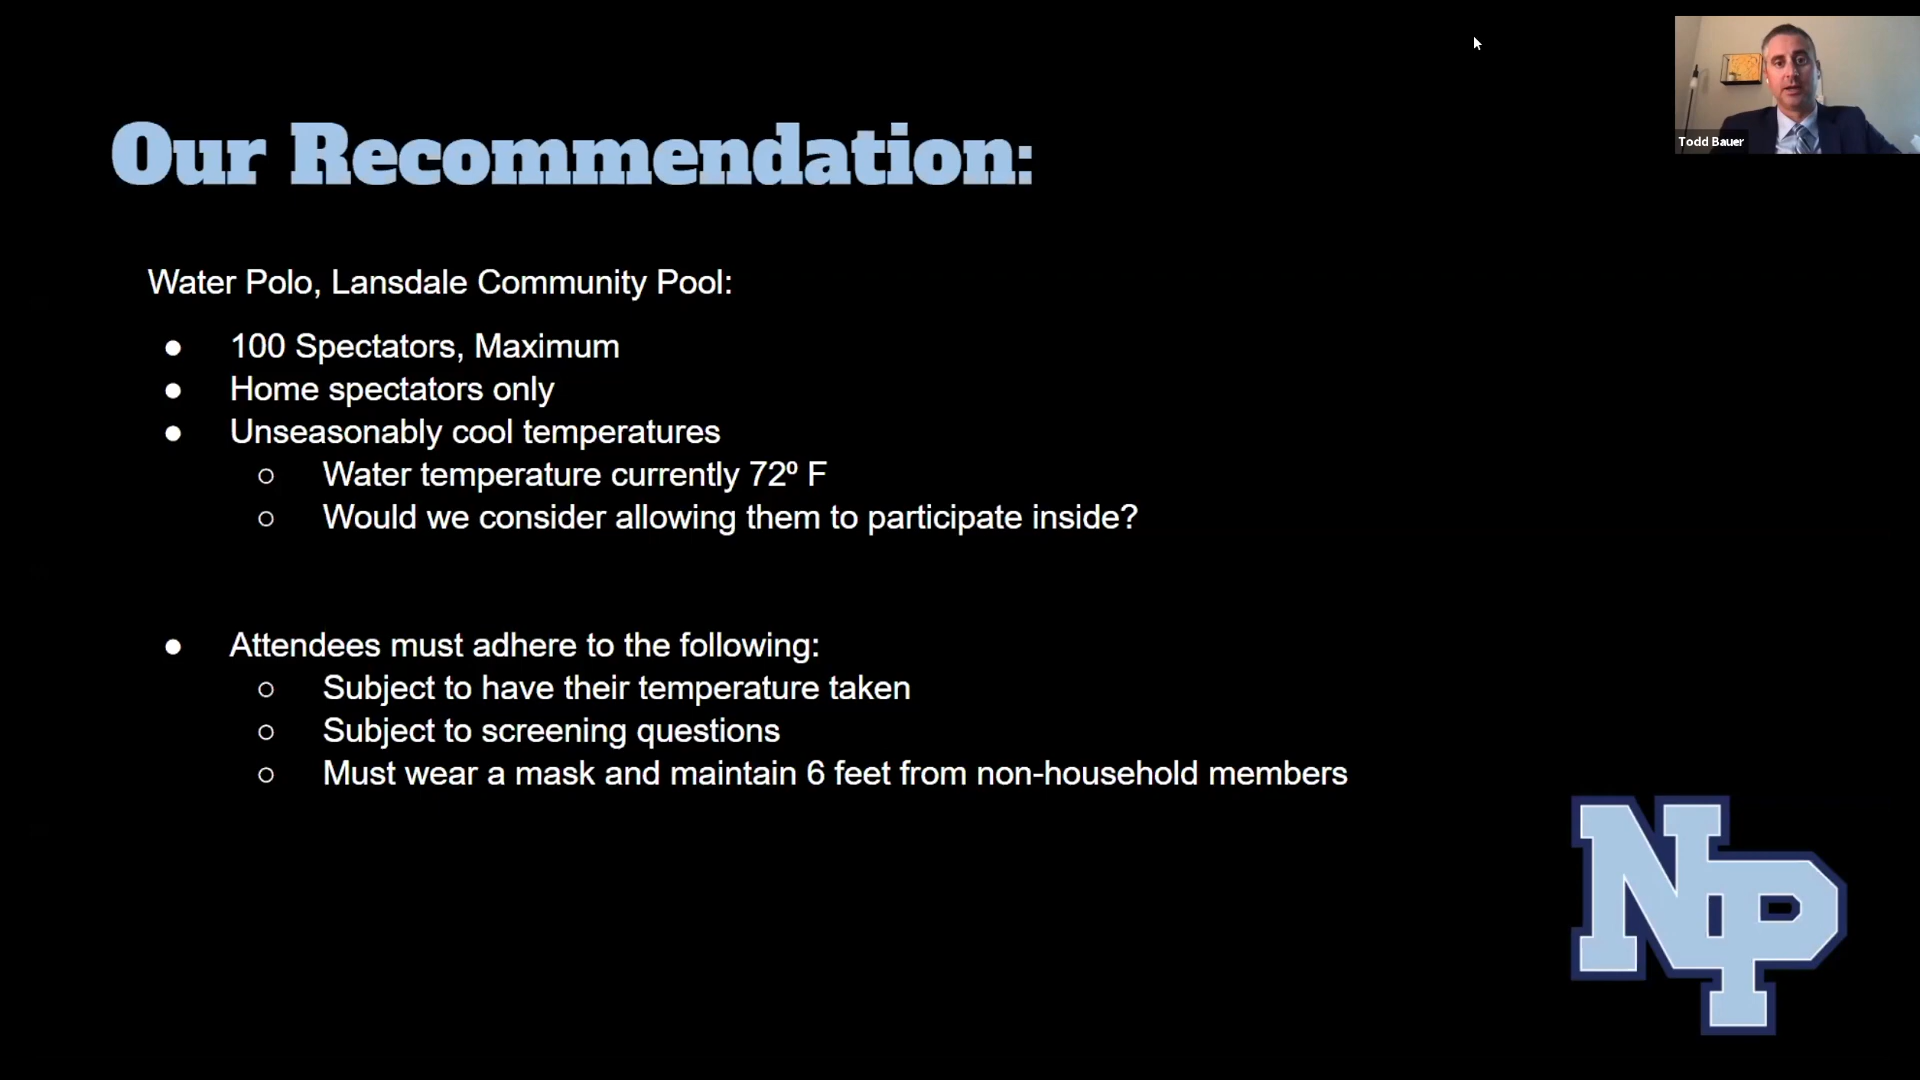 Todd Bauer
Our Recommendation:
Water Polo, Lansdale Community Pool:
● 100 Spectators, Maximum
● Home spectators only
● Unseasonably cool temperatures
○ Water temperature currently 72º F
○ Would we consider allowing them to participate inside?
● Attendees must adhere to the following:
○ Subject to have their temperature taken
○ Subject to screening questions
○ Must wear a mask and maintain 6 feet from non-household members
NP